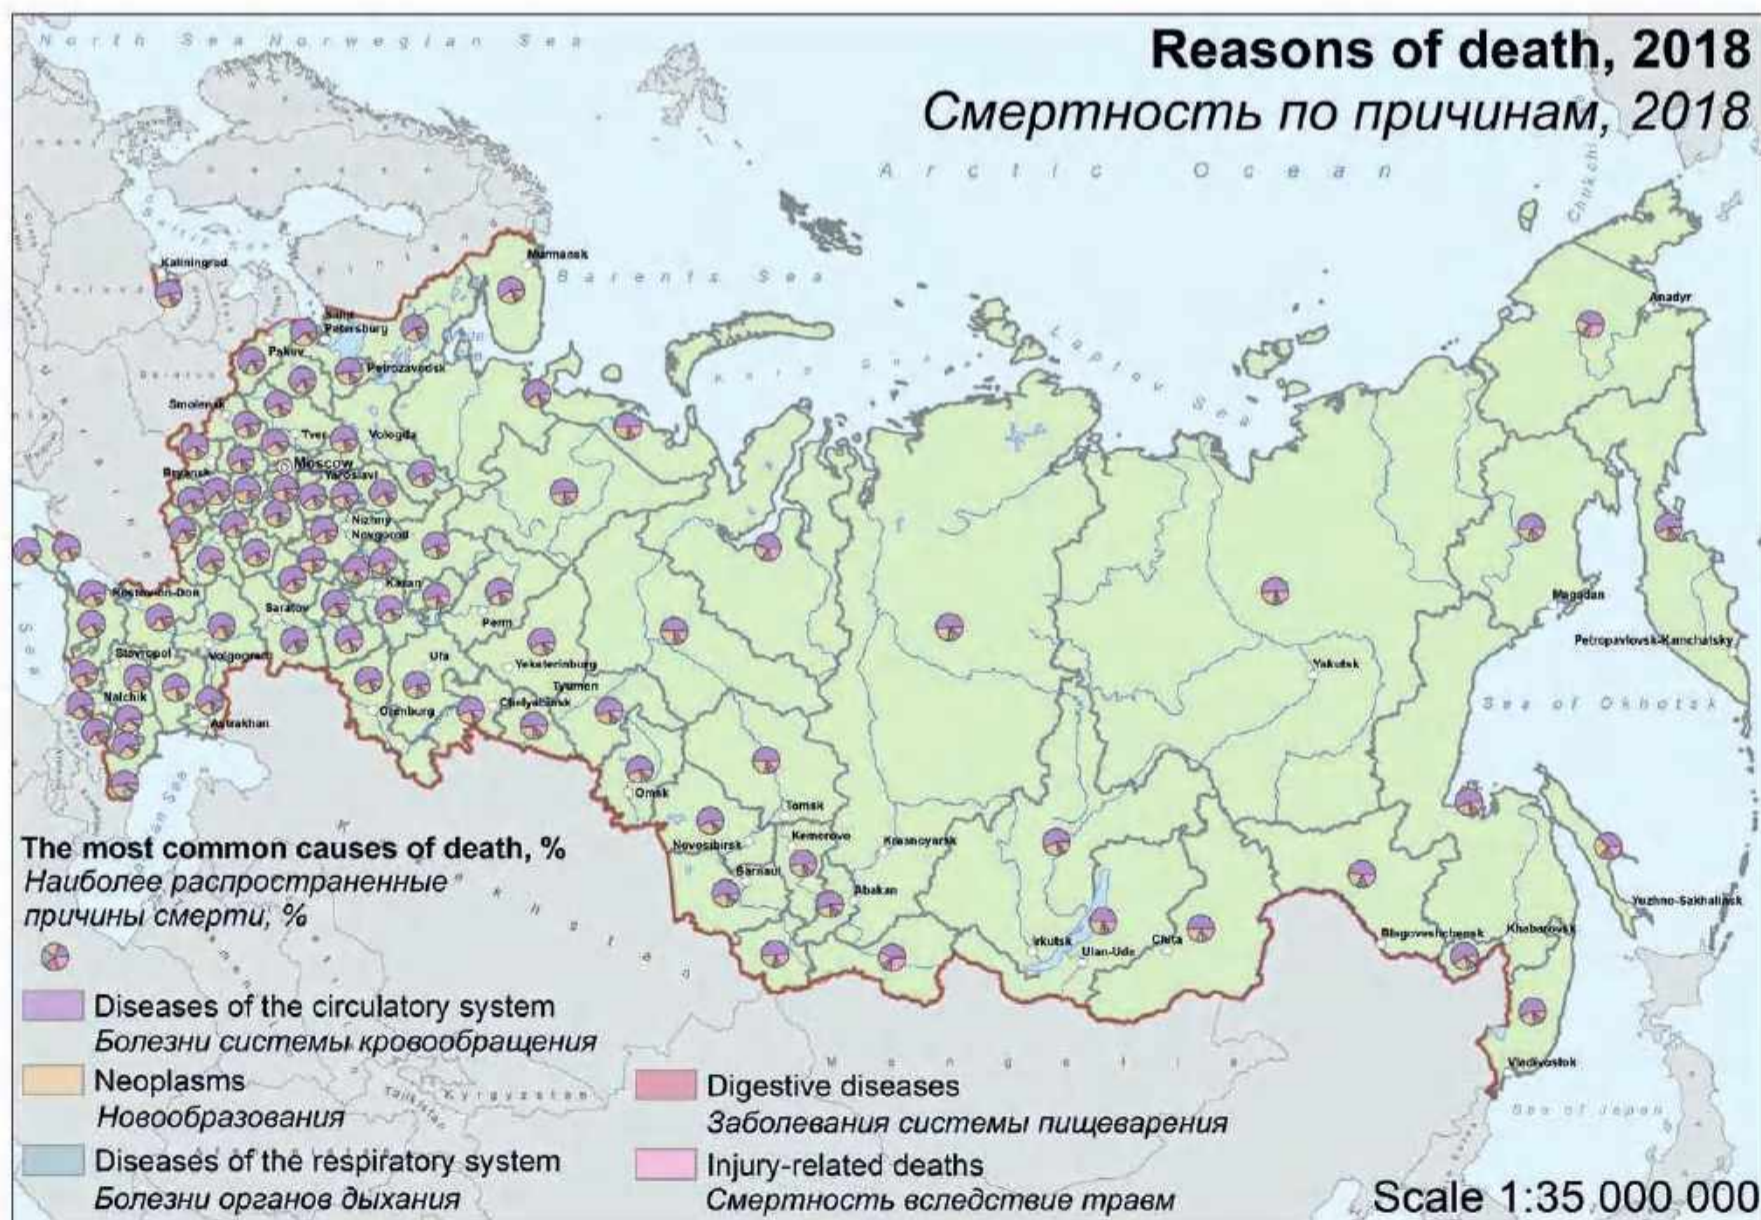 North Sea
Norwegian Sea
Reasons of death, 2018
Смертность по причинам, 2018
Arctic Ocean
Chukchi
Murmansk
Kaliningrad
Barents Sea
Anadyr
Saint
Petersburg
Laptev Sea
Pskov
Petrozavodsk
Smolensk
Tver
Vologda
Moscow
Bryansk
Yaroslavl
Nizhny
Novgorod
Kazan
Rostov-on-Don
Saratov
Magadan
Perm
Petropavlovsk-Kamchatsky
Stavropol
Volgograd
Ufa
Yekaterinburg
Yakutsk
Tyumen
Nalchik
Orenburg
Chelyabinsk
Sea of Okhotsk
Astrakhan
Omsk
Tomsk
Novosibirsk
Kemerovo
Krasnoyarsk
Barnaul
Abakan
Yuzhno-Sakhalinsk
Irkutsk
Ulan-Ude
Chita
Blagoveshchensk
Khabarovsk
Vladivostok
Sea of Japan
Mongolia
Kyrgyzstan
Tajikistan
The most common causes of death, %
Наиболее распространенные
причины смерти, %
Diseases of the circulatory system
Болезни системы кровообращения
Neoplasms
Новообразования
Diseases of the respiratory system
Болезни органов дыхания
Digestive diseases
Заболевания системы пищеварения
Injury-related deaths
Смертность вследствие травм
Scale 1:35 000 000